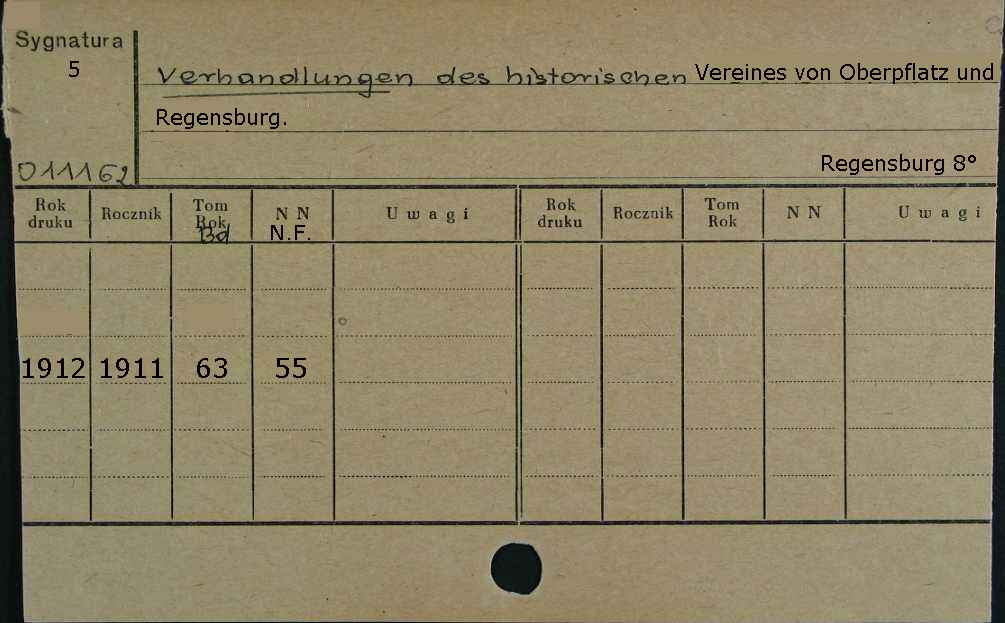 Sygnatura
5
Verhandlungen des historischen Vereines von Oberpflatz und
Regensburg.
011162
Regensburg 8°
Rok druku Rocznik Tom Rok Bd N N N.F. U w a g i Rok druku Rocznik Tom Rok N N U w a g i
1912 1911 63 55